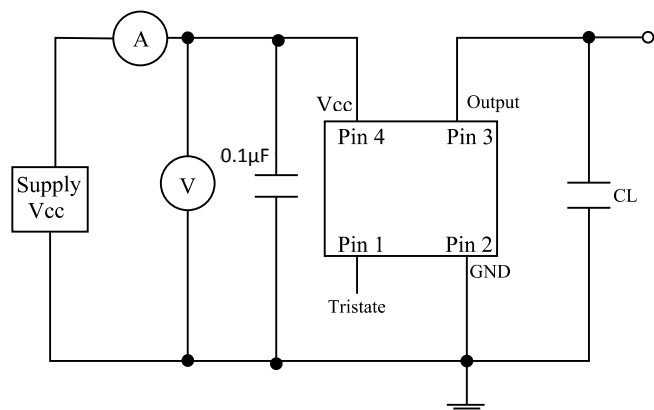 A
Vcc
Output
Pin 4
Pin 3
0.1µF
Supply
Vcc
V
CL
Pin 1
Pin 2
GND
Tristate